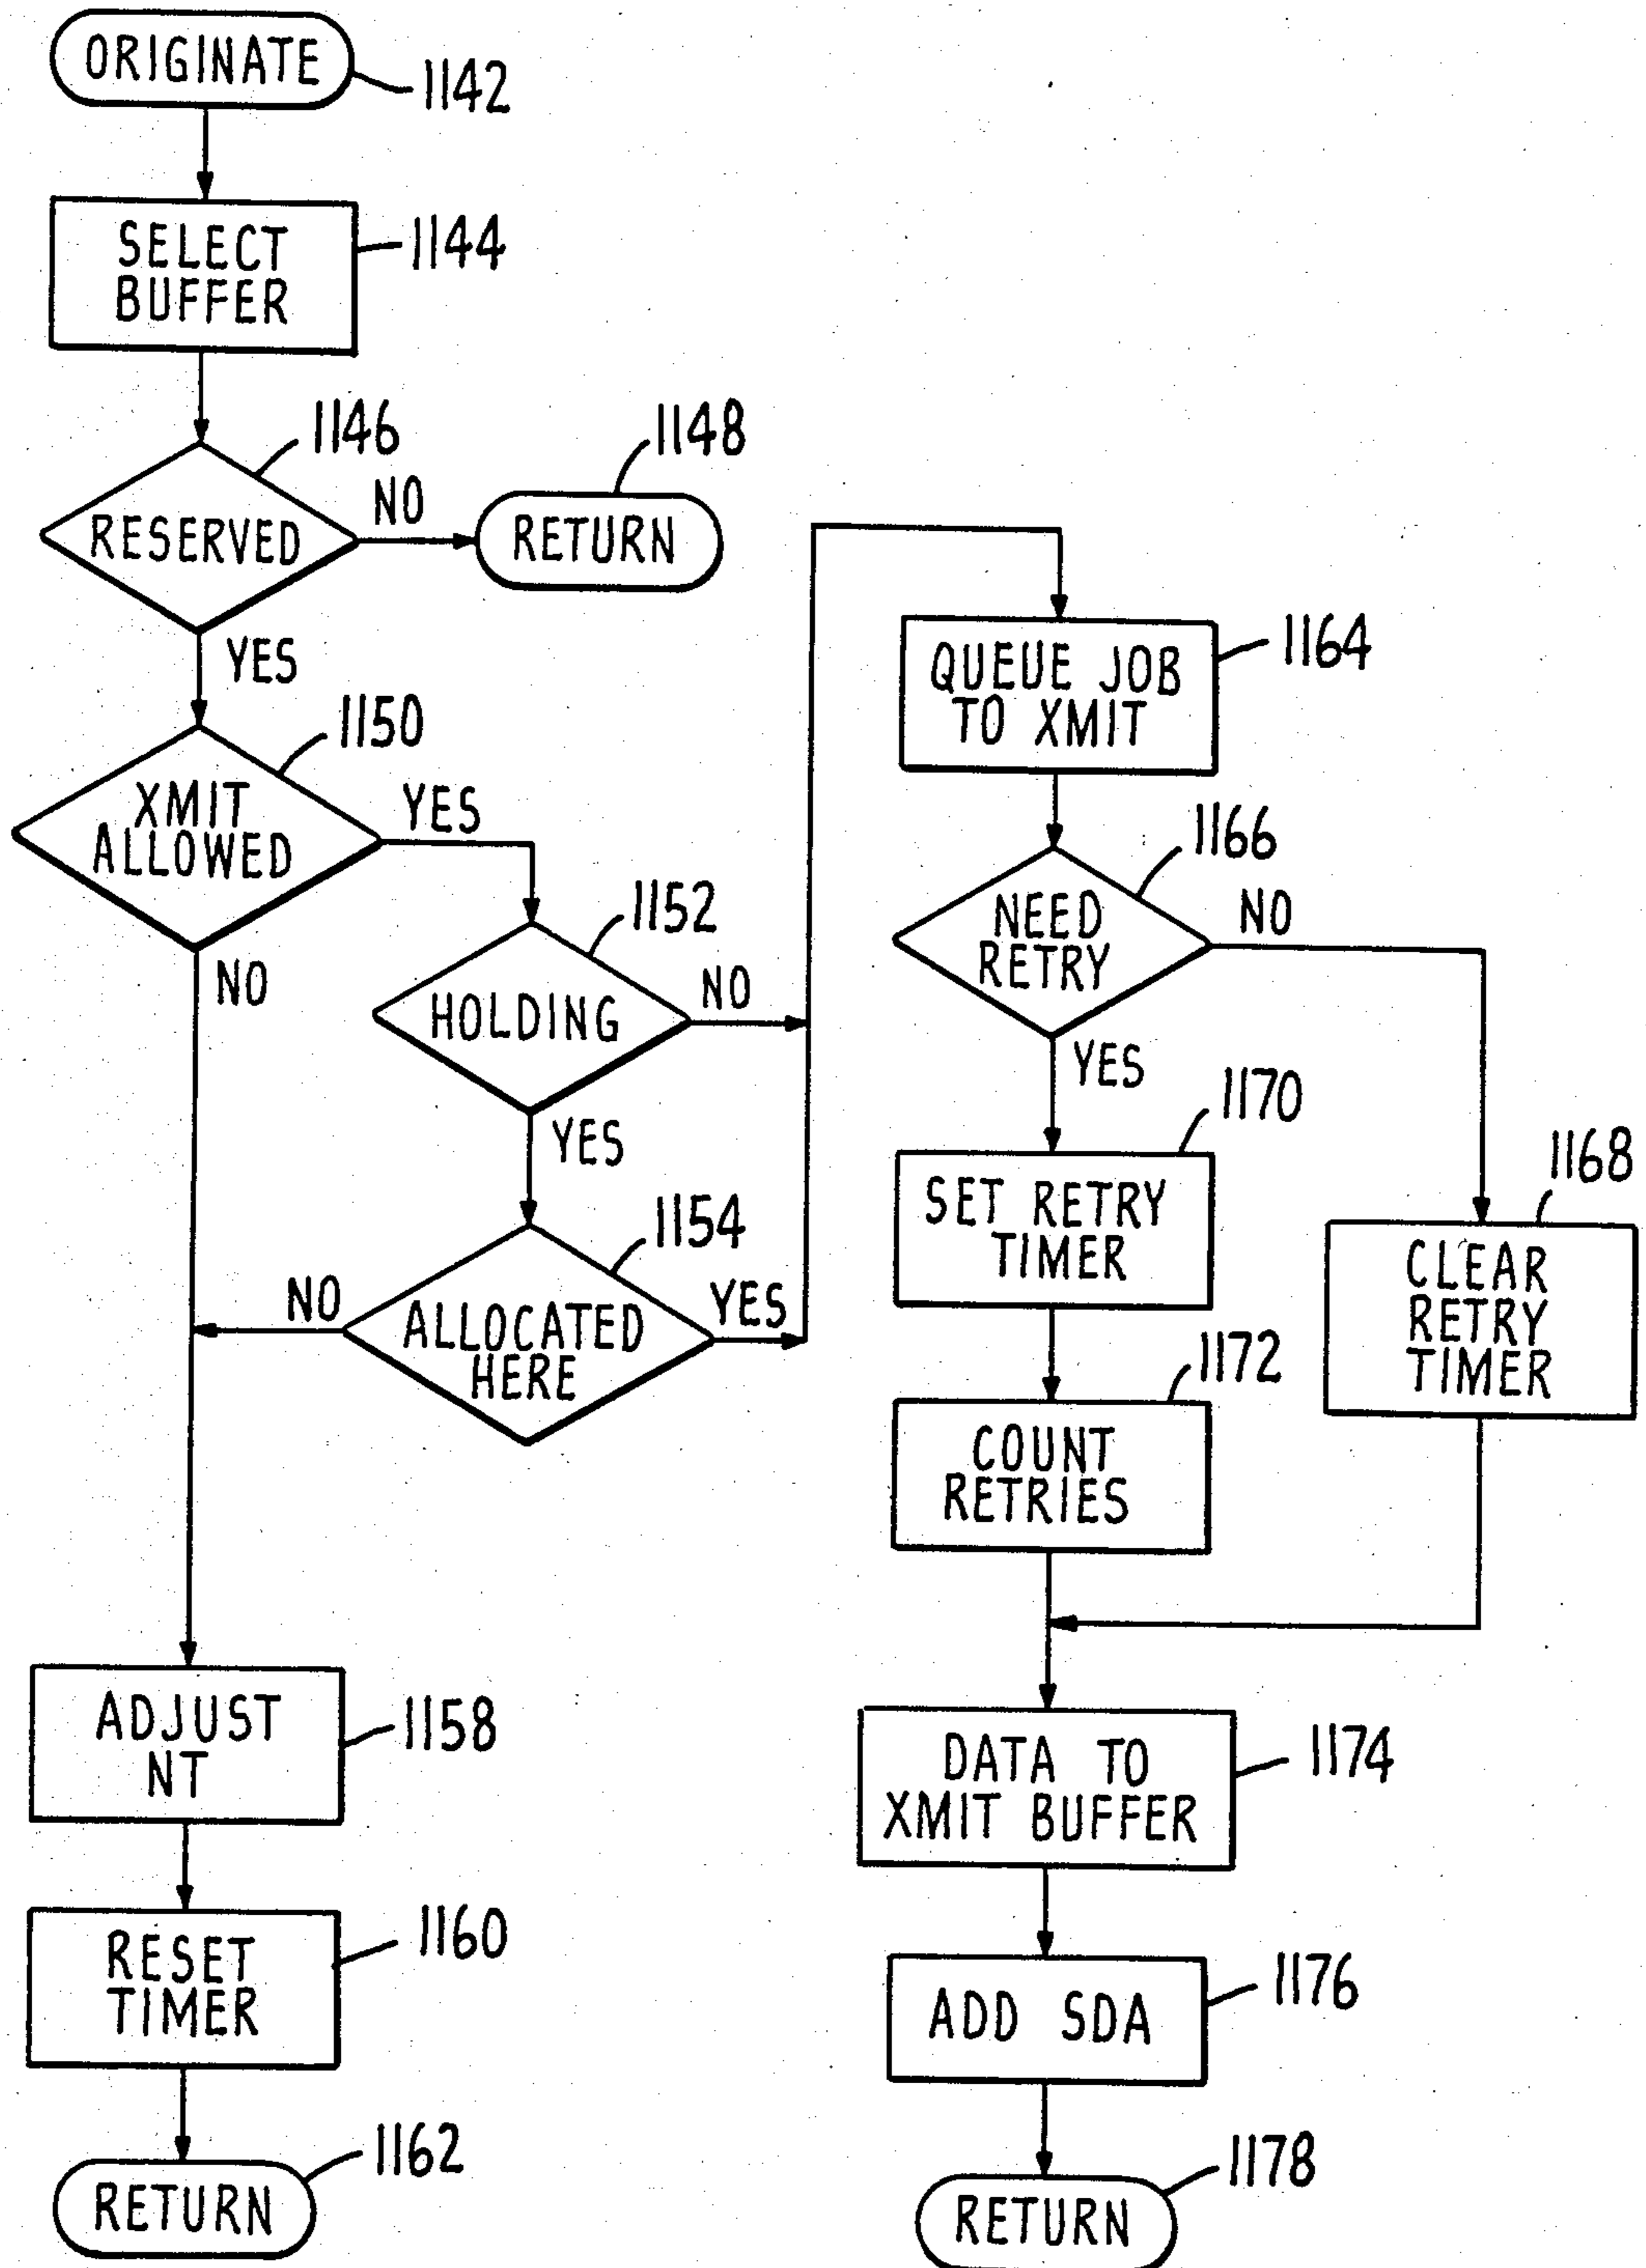 ORIGINATE
1142
SELECT
BUFFER
1144
RESERVED
1146
NO
RETURN
1148
YES
XMIT
ALLOWED
1150
YES
NO
HOLDING
1152
NO
YES
ALLOCATED
HERE
1154
NO
YES
ADJUST
NT
1158
RESET
TIMER
1160
RETURN
1162
QUEUE JOB
TO XMIT
1164
NEED
RETRY
1166
NO
YES
SET RETRY
TIMER
1170
CLEAR
RETRY
TIMER
1168
COUNT
RETRIES
1172
DATA TO
XMIT BUFFER
1174
ADD SDA
1176
RETURN
1178